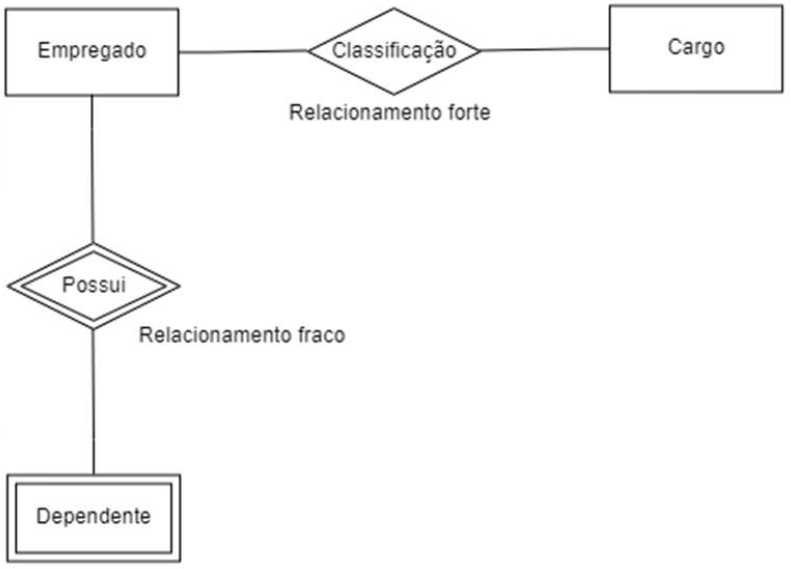 Empregado
Classificação
Cargo
Relacionamento forte
Possui
Relacionamento fraco
Dependente